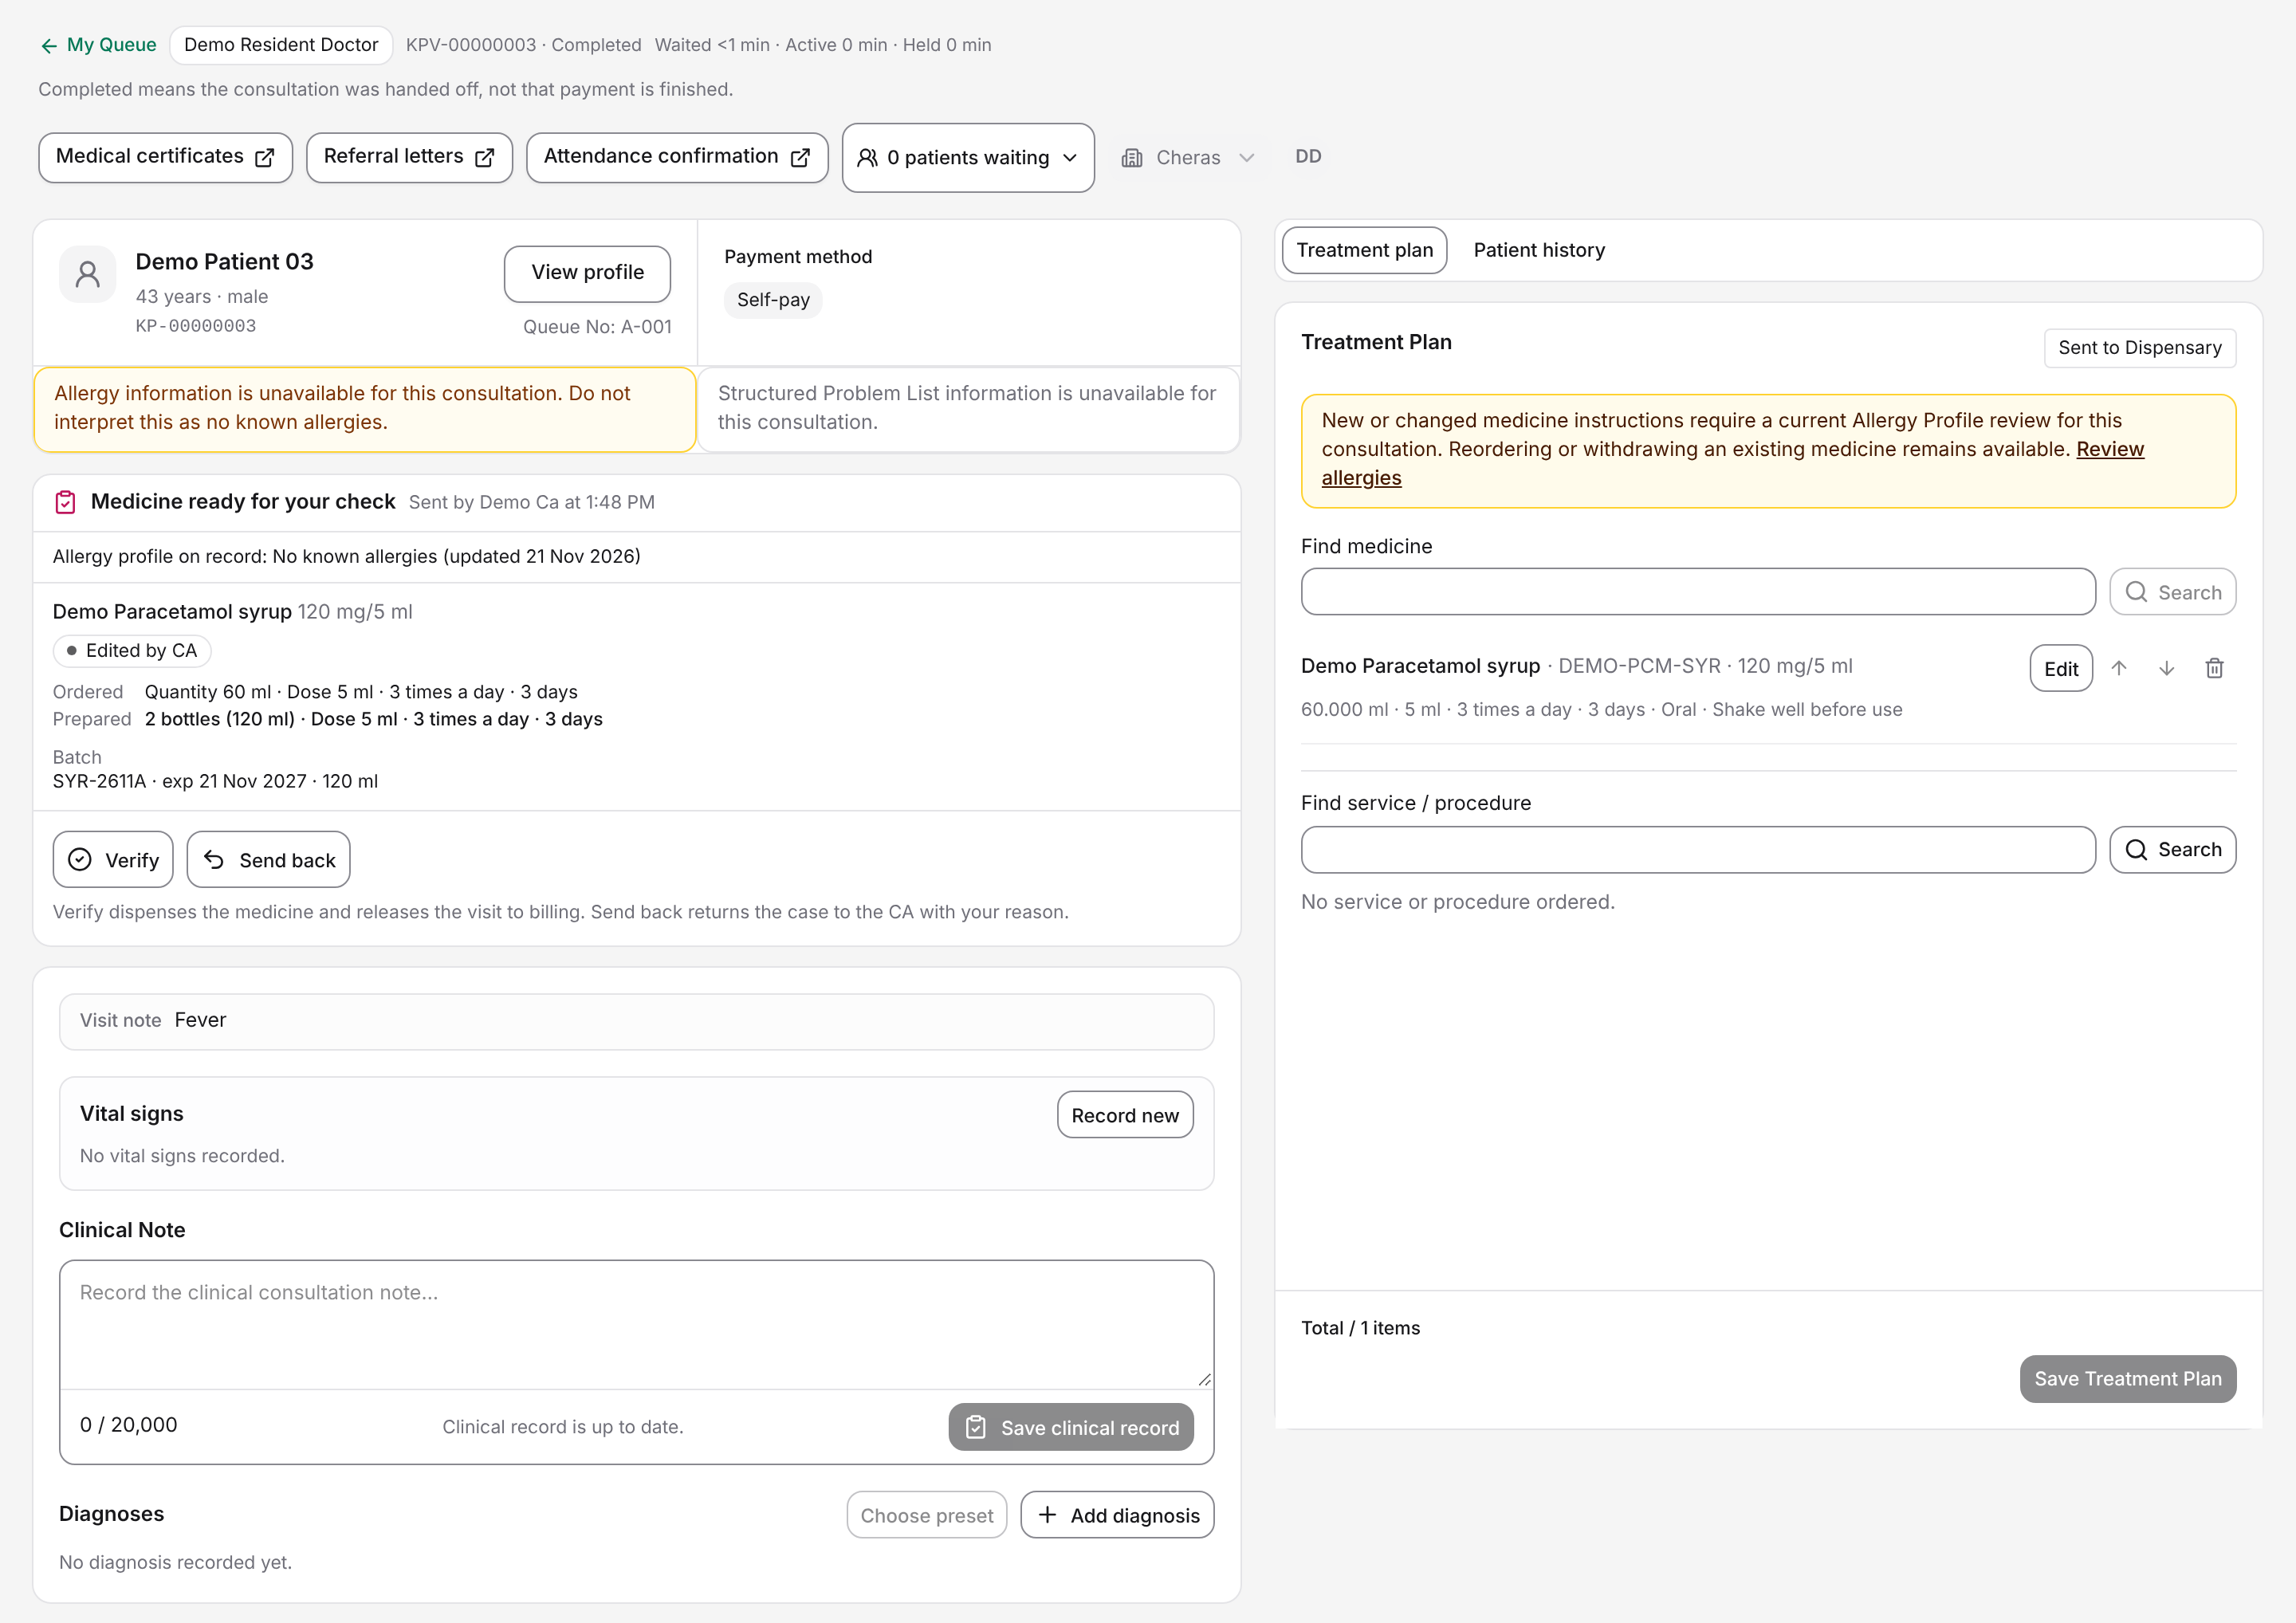 My Queue Demo Resident Doctor KPV-00000003 · Completed Waited <1 min · Active 0 min · Held 0 min
Completed means the consultation was handed off, not that payment is finished.
Medical certificates Referral letters Attendance confirmation 0 patients waiting Cheras DD
Demo Patient 03
43 years · male
KP-00000003
View profile
Queue No: A-001
Payment method
Self-pay
Allergy information is unavailable for this consultation. Do not
interpret this as no known allergies.
Structured Problem List information is unavailable for
this consultation.
Medicine ready for your check Sent by Demo Ca at 1:48 PM
Allergy profile on record: No known allergies (updated 21 Nov 2026)
Demo Paracetamol syrup 120 mg/5 ml
Edited by CA
Ordered Quantity 60 ml · Dose 5 ml · 3 times a day · 3 days
Prepared 2 bottles (120 ml) · Dose 5 ml · 3 times a day · 3 days
Batch
SYR-2611A · exp 21 Nov 2027 · 120 ml
Verify Send back
Verify dispenses the medicine and releases the visit to billing. Send back returns the case to the CA with your reason.
Visit note Fever
Vital signs
Record new
No vital signs recorded.
Clinical Note
Record the clinical consultation note...
0 / 20,000 Clinical record is up to date. Save clinical record
Diagnoses Choose preset Add diagnosis
No diagnosis recorded yet.
Treatment plan Patient history
Treatment Plan
Sent to Dispensary
New or changed medicine instructions require a current Allergy Profile review for this
consultation. Reordering or withdrawing an existing medicine remains available. Review
allergies
Find medicine
Search
Demo Paracetamol syrup · DEMO-PCM-SYR · 120 mg/5 ml
Edit
60.000 ml · 5 ml · 3 times a day · 3 days · Oral · Shake well before use
Find service / procedure
Search
No service or procedure ordered.
Total / 1 items
Save Treatment Plan